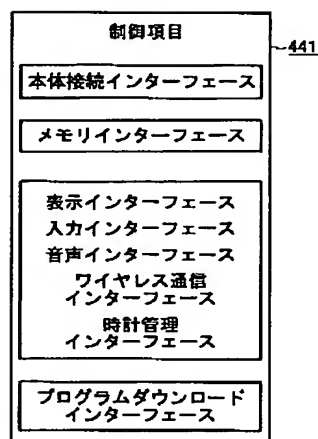 制御項目
441
本体接続インターフェース
メモリインターフェース
表示インターフェース
入力インターフェース
音声インターフェース
ワイヤレス通信
インターフェース
時計管理
インターフェース
プログラムダウンロード
インターフェース